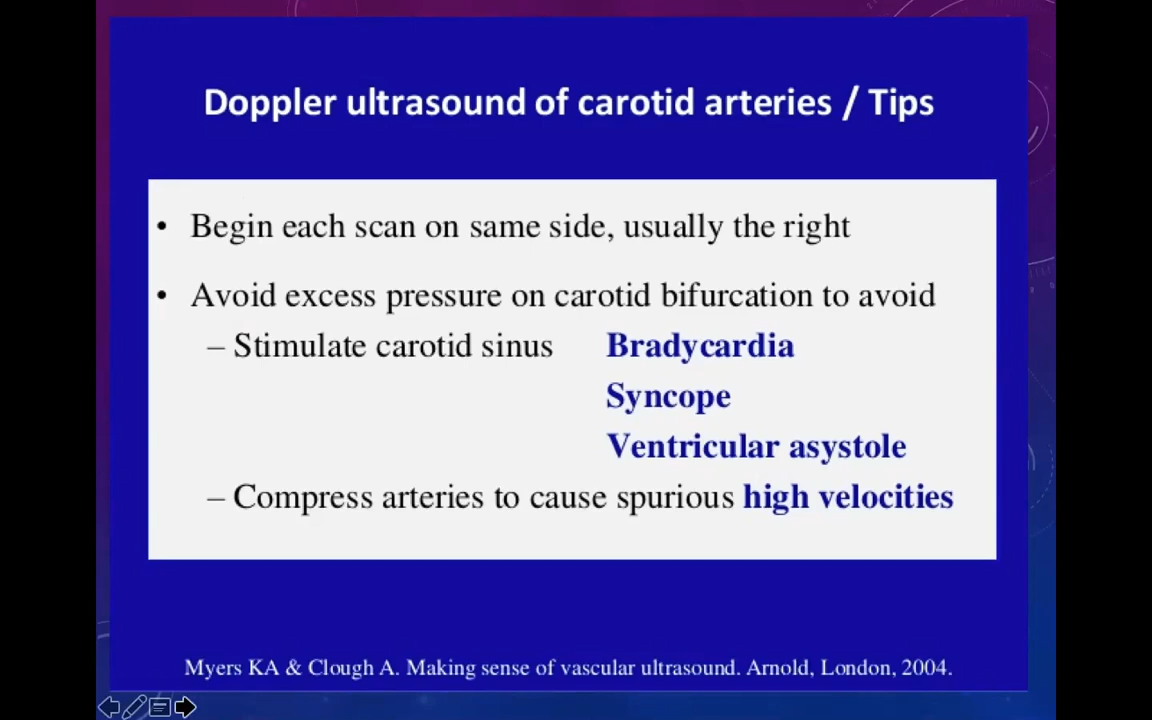 Doppler ultrasound of carotid arteries / Tips
• Begin each scan on same side, usually the right
• Avoid excess pressure on carotid bifurcation to avoid
– Stimulate carotid sinus Bradycardia
Syncope
Ventricular asystole
– Compress arteries to cause spurious high velocities
Myers KA & Clough A. Making sense of vascular ultrasound. Arnold, London, 2004.